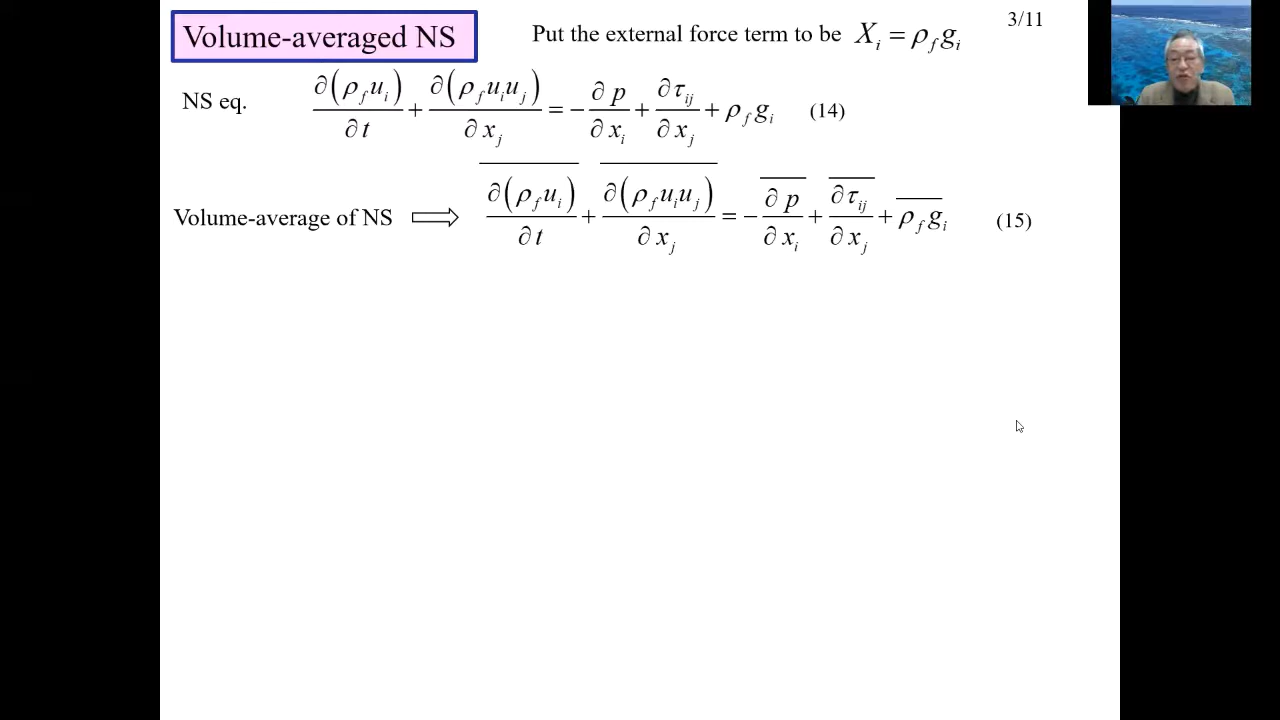 Volume-averaged NS
Put the external force term to be X_i = ρ_f g_i
3/11
NS eq. ∂(ρ_f u_i)/∂t + ∂(ρ_f u_i u_j)/∂x_j = −∂p/∂x_i + ∂τ_ij/∂x_j + ρ_f g_i (14)
Volume-average of NS ⇒ \overline{∂(ρ_f u_i)/∂t} + \overline{∂(ρ_f u_i u_j)/∂x_j} = −\overline{∂p/∂x_i} + \overline{∂τ_ij/∂x_j} + \overline{ρ_f g_i} (15)